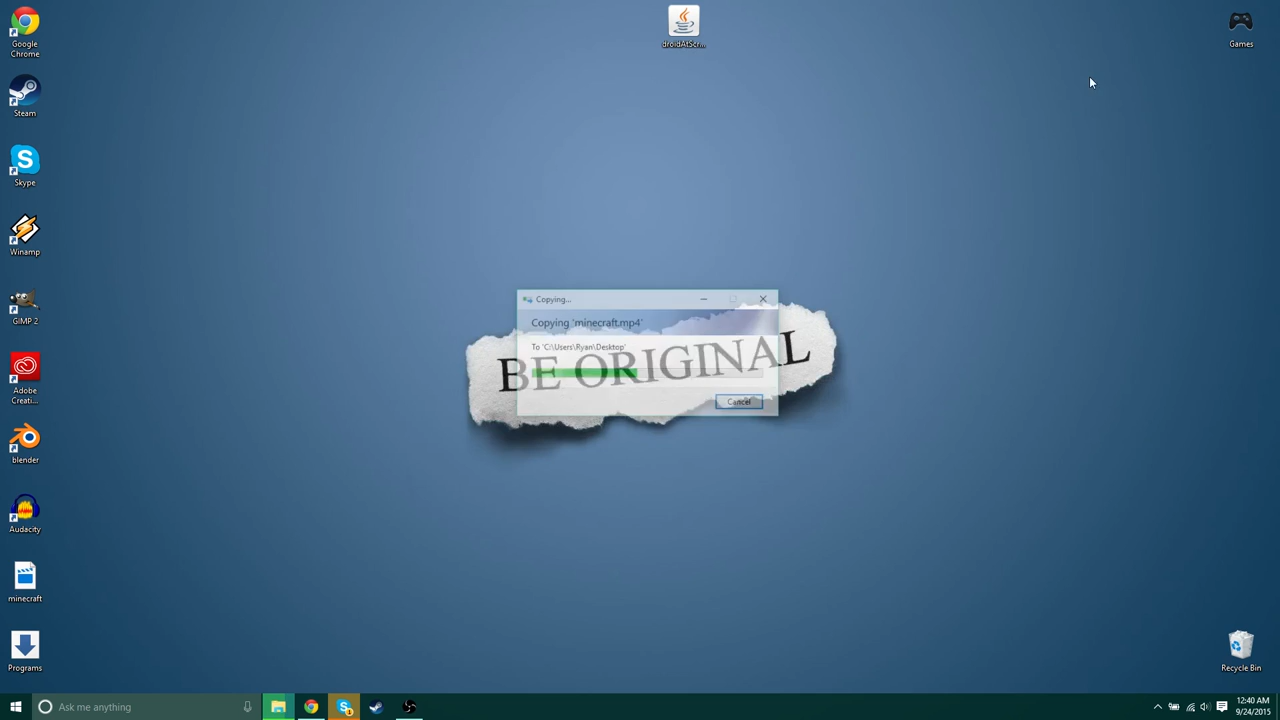 Google
Chrome
droidAtScr...
Games
Steam
Skype
Winamp
GIMP 2
Copying...
Copying 'minecraft.mp4'
To 'C:\Users\Ryan\Desktop'
BE ORIGINAL
Cancel
Adobe
Creati...
blender
Audacity
minecraft
Programs
Recycle Bin
Ask me anything
12:40 AM
9/24/2015